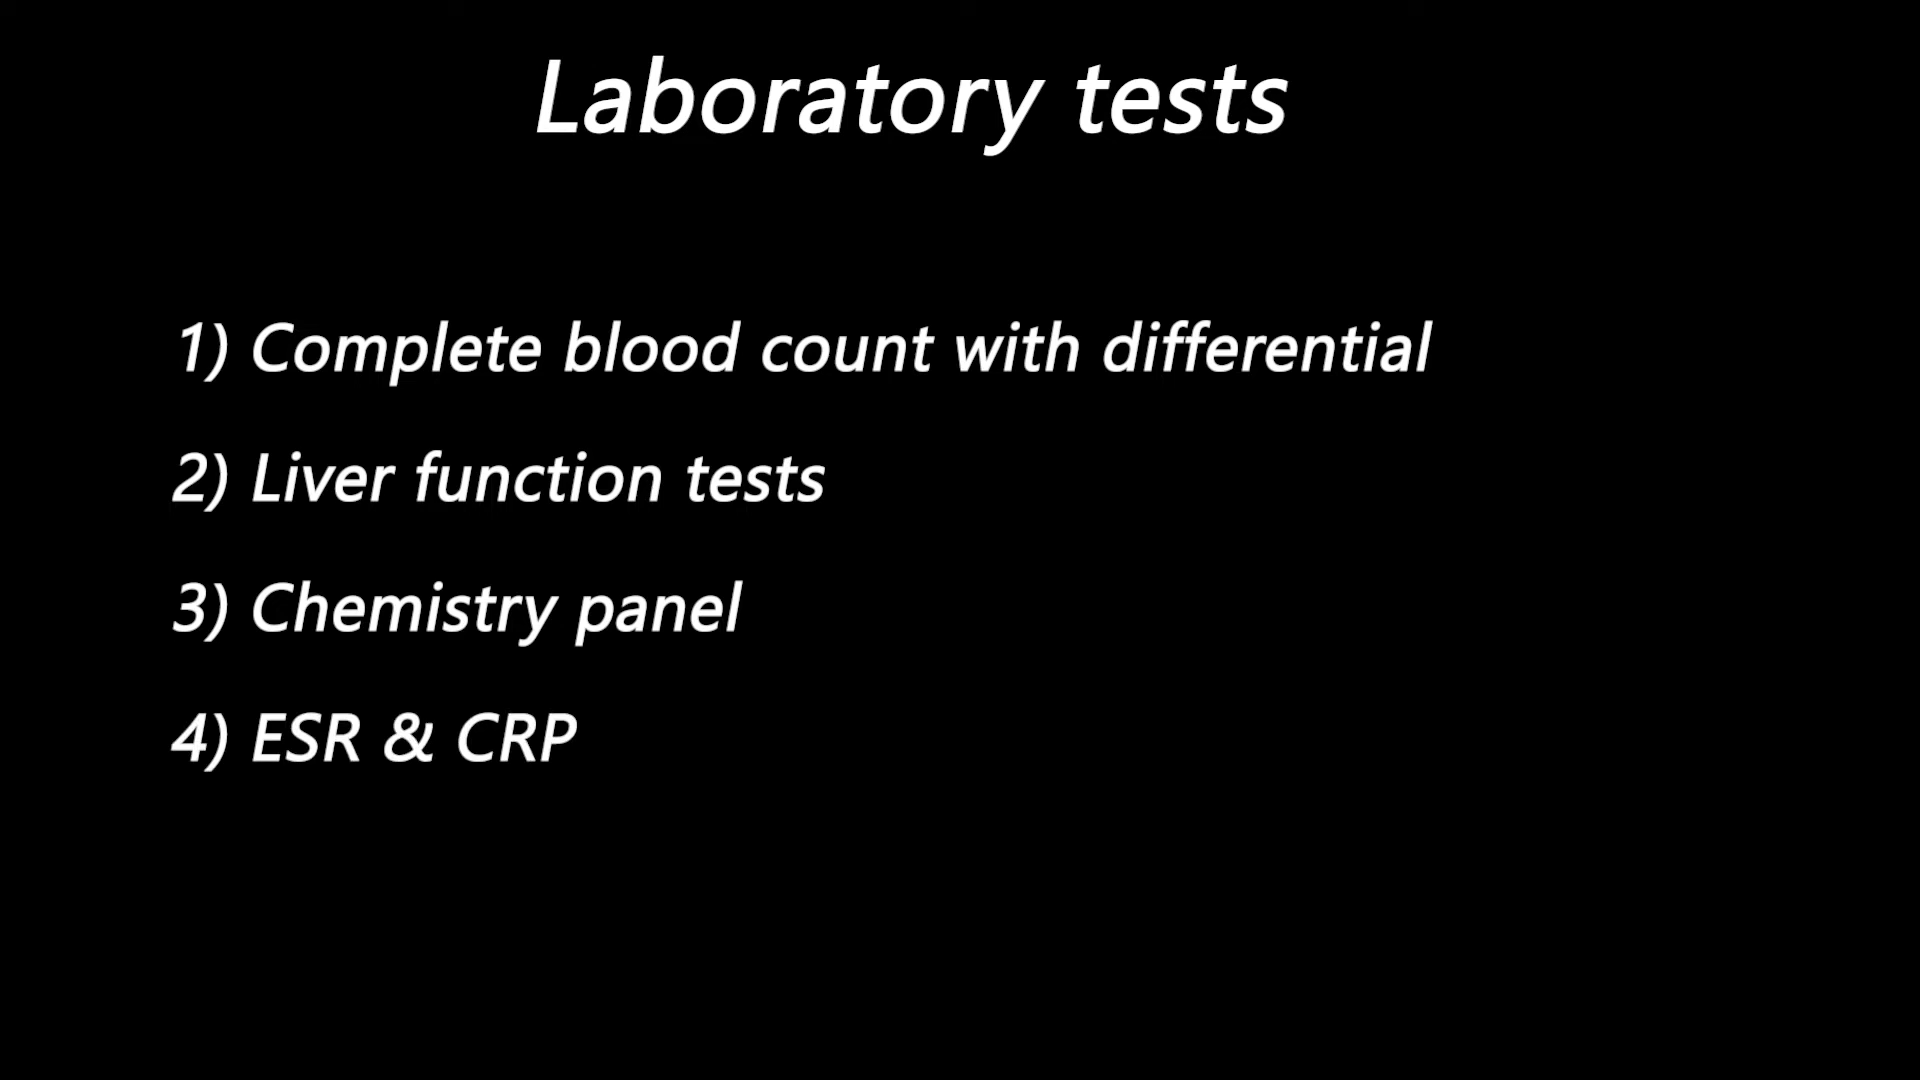 Laboratory tests
1) Complete blood count with differential
2) Liver function tests
3) Chemistry panel
4) ESR & CRP